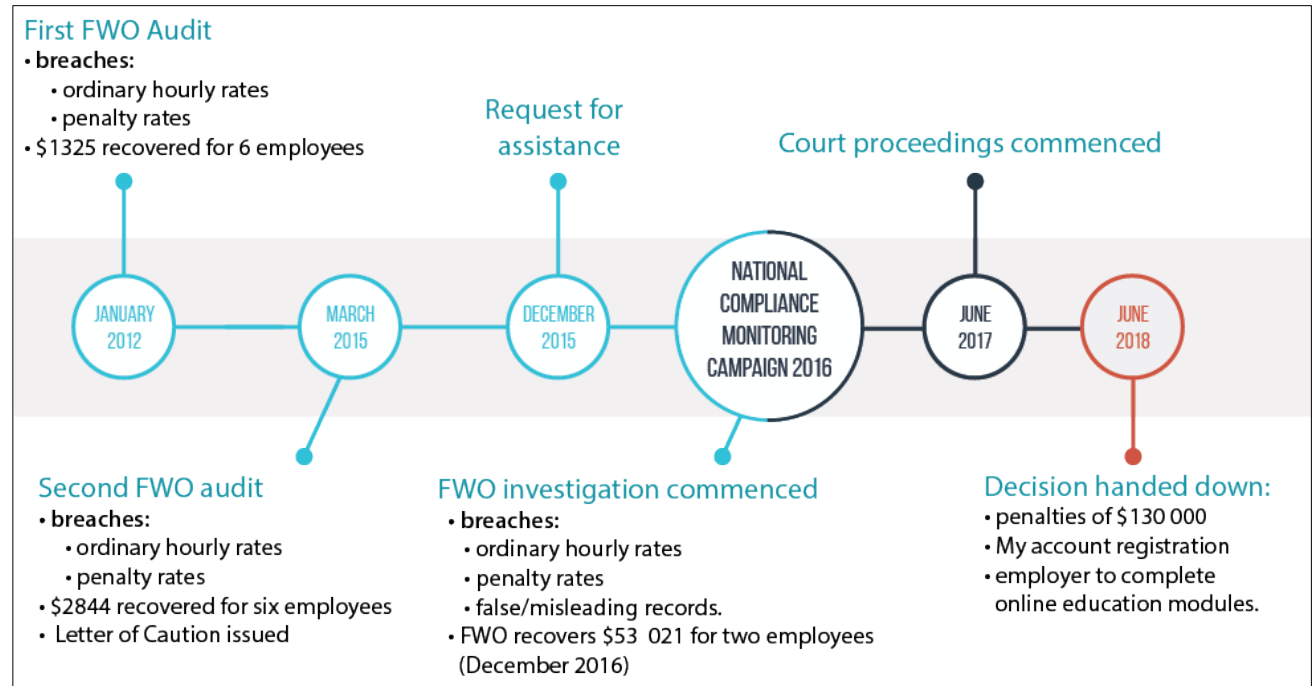 First FWO Audit
• breaches:
• ordinary hourly rates
• penalty rates
• $1325 recovered for 6 employees
Request for
assistance
Court proceedings commenced
JANUARY
2012
MARCH
2015
DECEMBER
2015
NATIONAL
COMPLIANCE
MONITORING
CAMPAIGN 2016
JUNE
2017
JUNE
2018
Second FWO audit
• breaches:
• ordinary hourly rates
• penalty rates
• $2844 recovered for six employees
• Letter of Caution issued
FWO investigation commenced
• breaches:
• ordinary hourly rates
• penalty rates
• false/misleading records.
• FWO recovers $53 021 for two employees
(December 2016)
Decision handed down:
• penalties of $130 000
• My account registration
• employer to complete
online education modules.